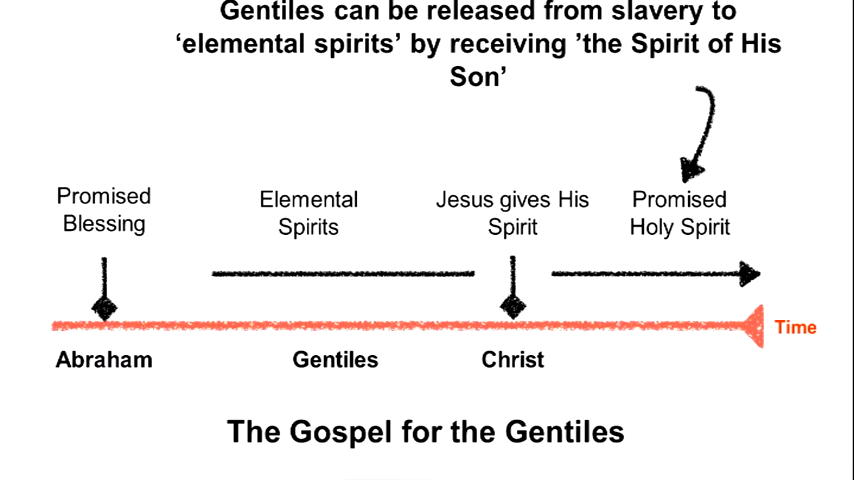 Gentiles can be released from slavery to
‘elemental spirits’ by receiving ’the Spirit of His
Son’
Promised
Blessing
Elemental
Spirits
Jesus gives His
Spirit
Promised
Holy Spirit
Time
Abraham
Gentiles
Christ
The Gospel for the Gentiles